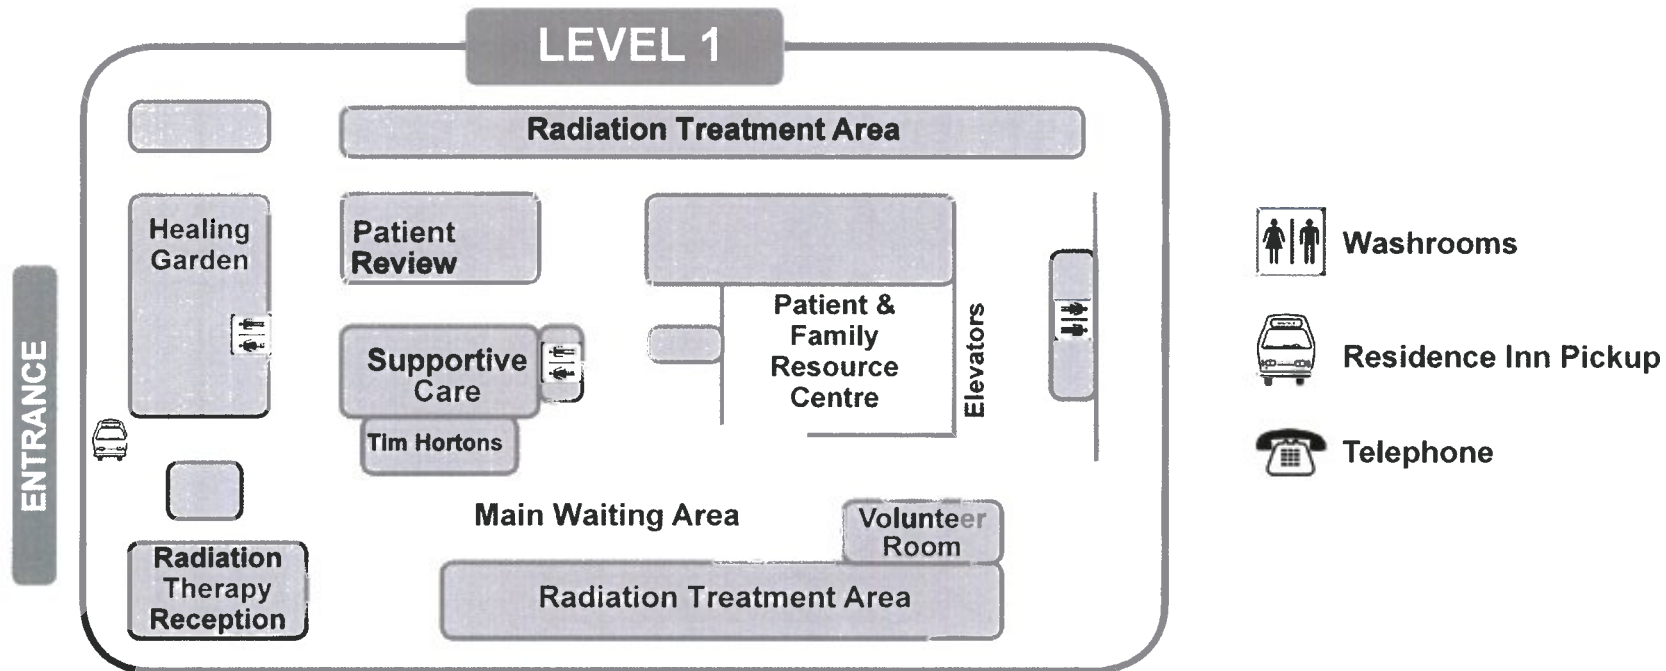 LEVEL 1
Radiation Treatment Area
Healing
Garden
Patient
Review
Patient &
Family
Resource
Centre
Elevators
Supportive
Care
Tim Hortons
ENTRANCE
Main Waiting Area
Volunteer
Room
Radiation
Therapy
Reception
Radiation Treatment Area
Washrooms
Residence Inn Pickup
Telephone